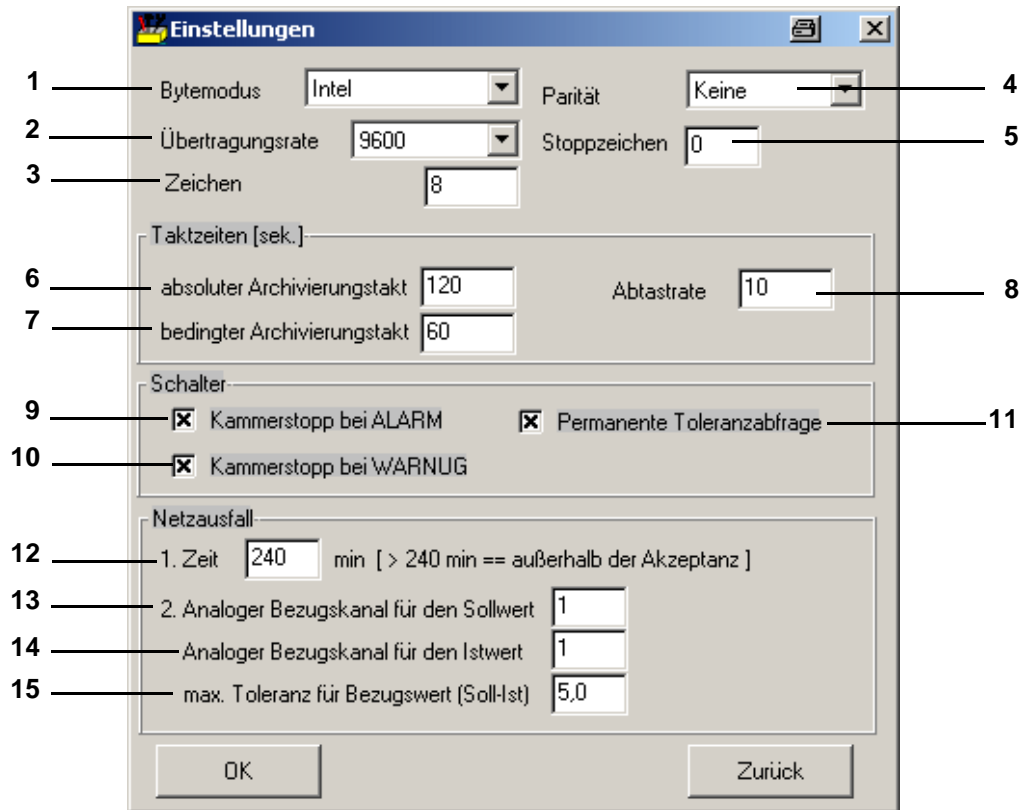 Einstellungen
1 Bytemodus Intel Parität Keine 4
2 Übertragungsrate 9600 Stoppzeichen 0 5
3 Zeichen 8
Taktzeiten [sek.]
6 absoluter Archivierungstakt 120 Abtastrate 10 8
7 bedingter Archivierungstakt 60
Schalter
9 Kammerstopp bei ALARM Permanente Toleranzabfrage 11
10 Kammerstopp bei WARNUG
Netzausfall
12 1. Zeit 240 min [ > 240 min == außerhalb der Akzeptanz ]
13 2. Analoger Bezugskanal für den Sollwert 1
14 Analoger Bezugskanal für den Istwert 1
15 max. Toleranz für Bezugswert (Soll-Ist) 5,0
OK Zurück